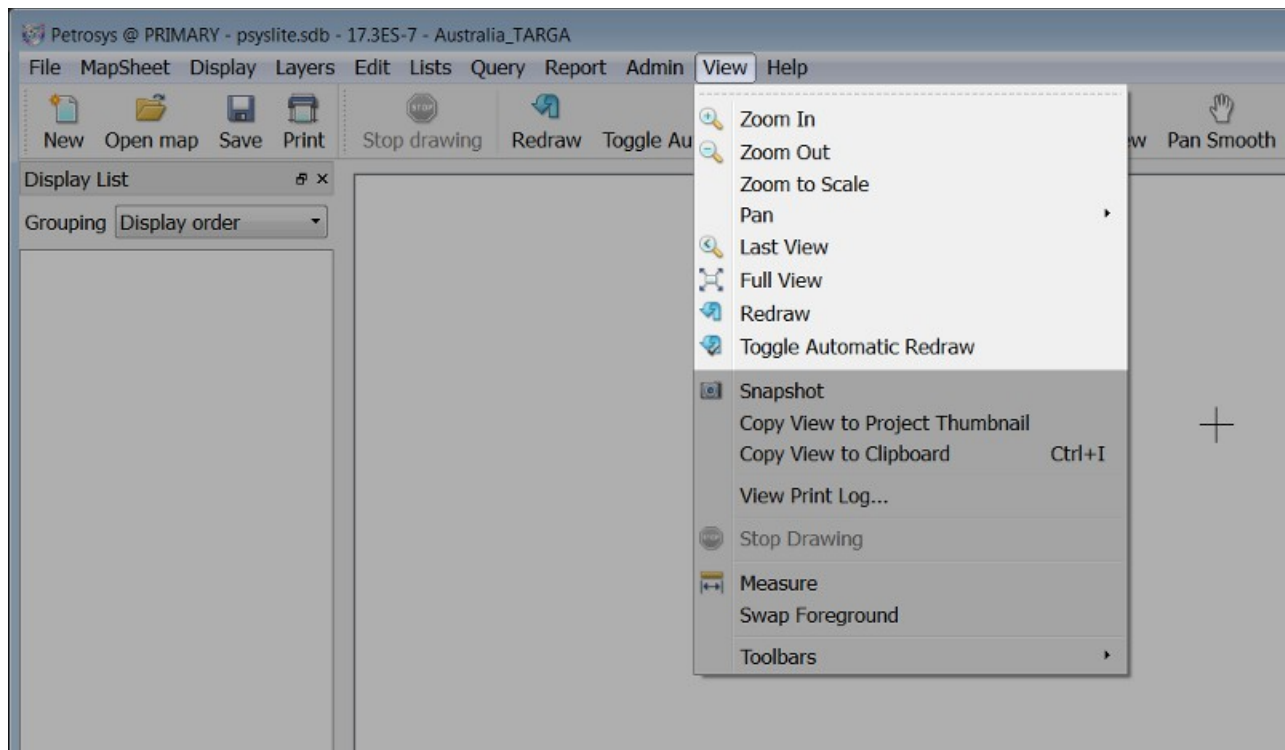 Petrosys @ PRIMARY - psyslite.sdb - 17.3ES-7 - Australia_TARGA
File MapSheet Display Layers Edit Lists Query Report Admin View Help
New Open map Save Print Stop drawing Redraw Toggle Au ew Pan Smooth
Display List
Grouping Display order
Zoom In
Zoom Out
Zoom to Scale
Pan
Last View
Full View
Redraw
Toggle Automatic Redraw
Snapshot
Copy View to Project Thumbnail
Copy View to Clipboard Ctrl+I
View Print Log...
Stop Drawing
Measure
Swap Foreground
Toolbars